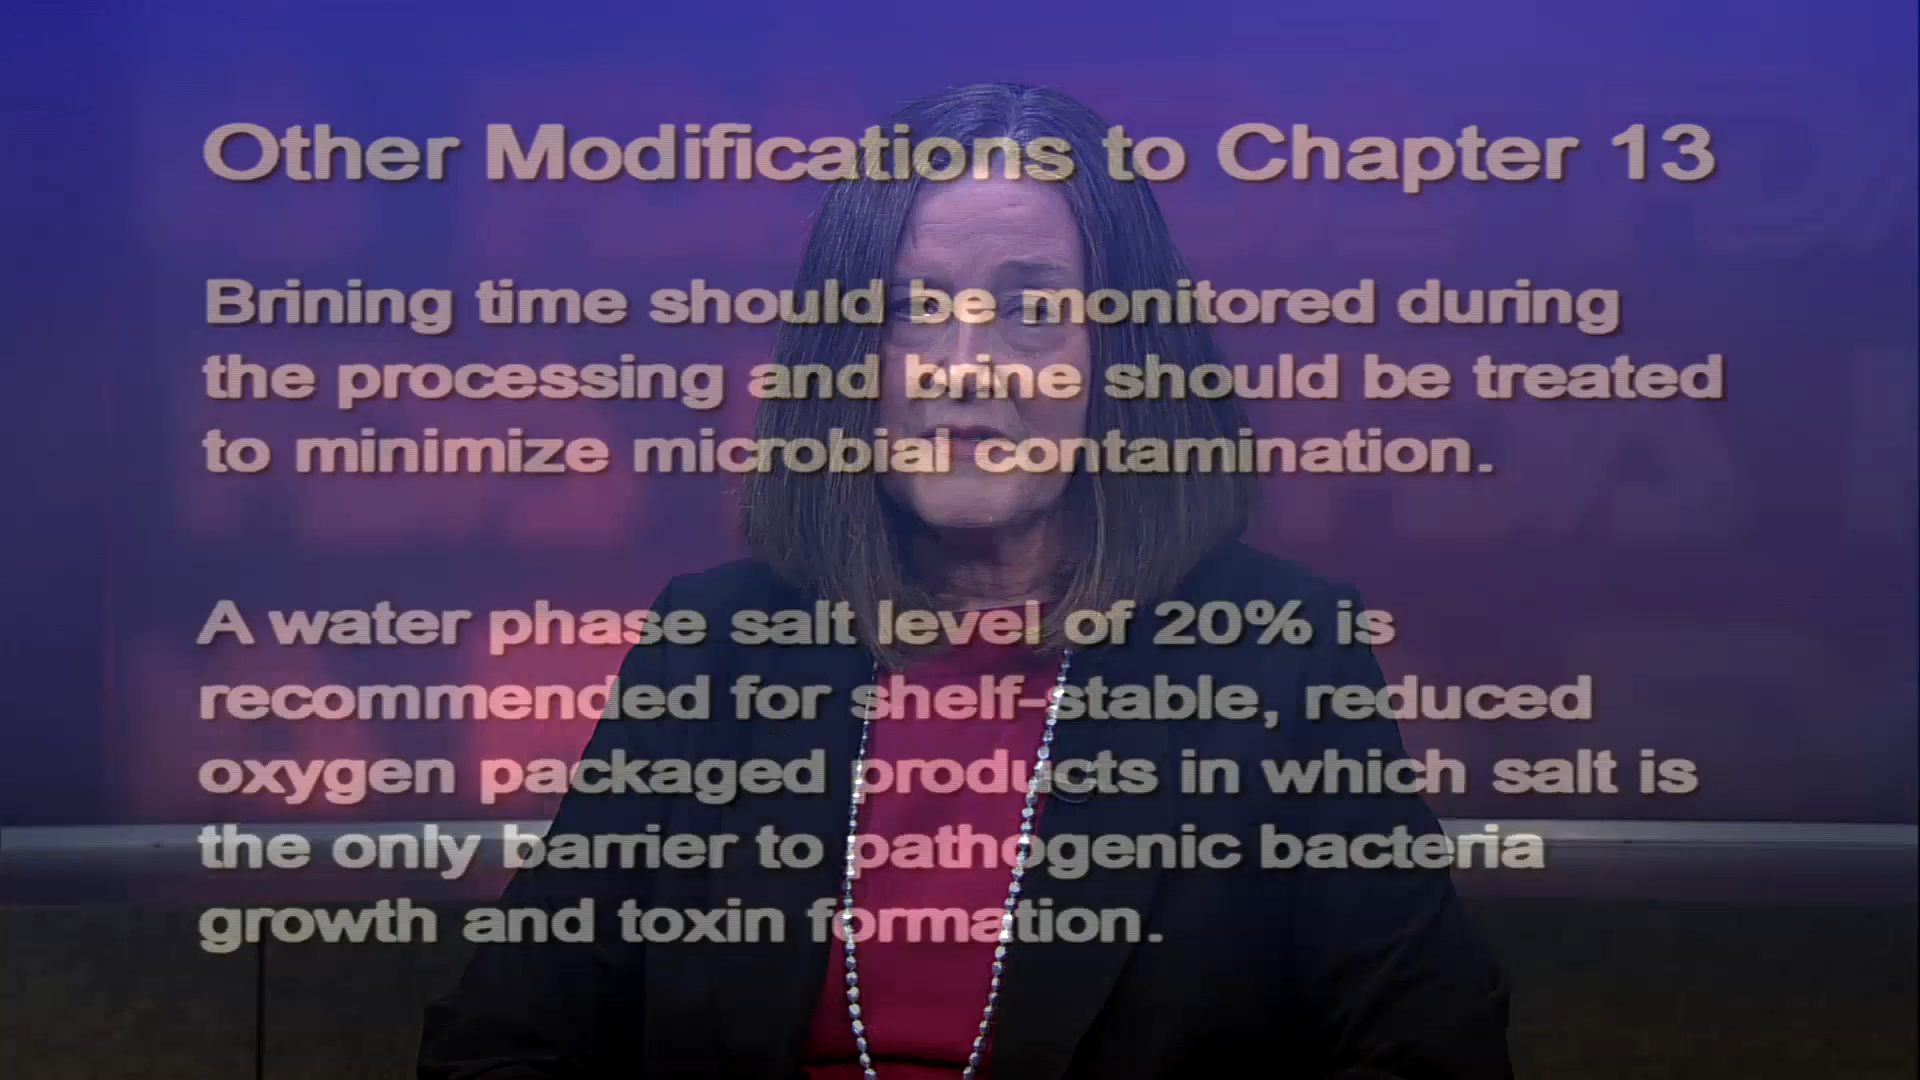 Other Modifications to Chapter 13
Brining time should be monitored during
the processing and brine should be treated
to minimize microbial contamination.
A water phase salt level of 20% is
recommended for shelf-stable, reduced
oxygen packaged products in which salt is
the only barrier to pathogenic bacteria
growth and toxin formation.